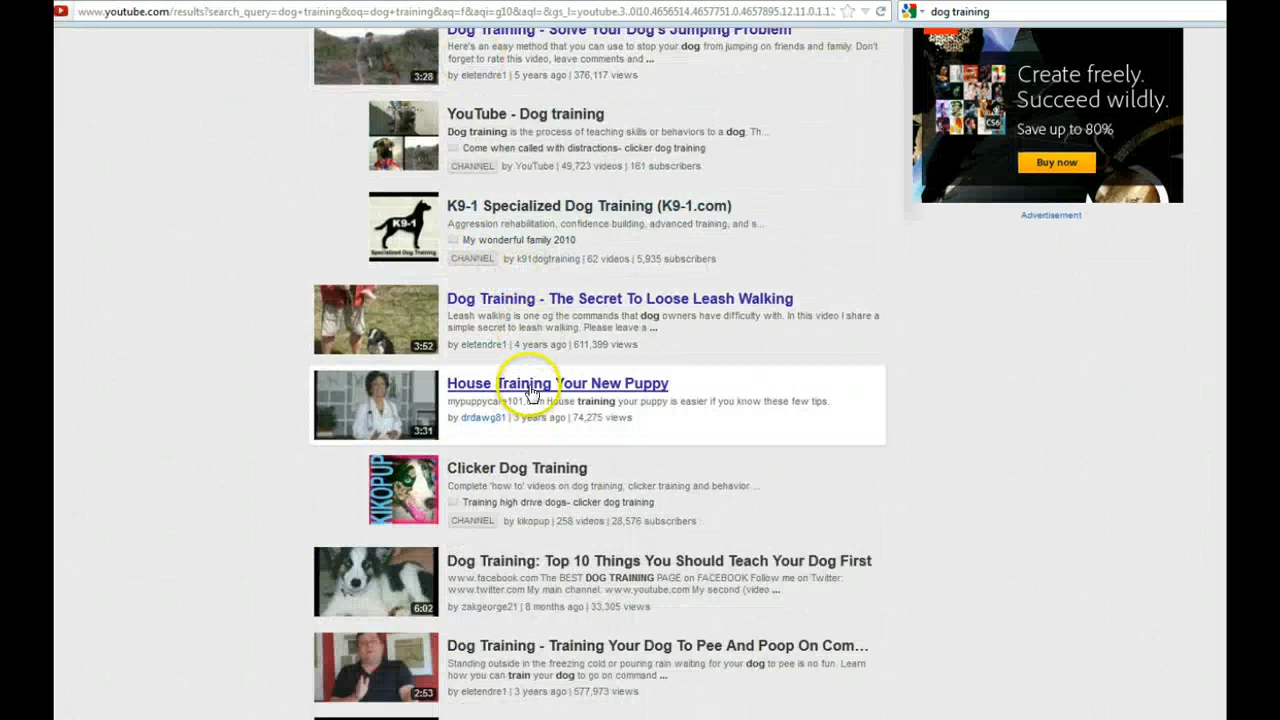 www.youtube.com/results?search_query=dog+training&oq=dog+training&aq=f&aqi=g10&aql=&gs_l=youtube.3..0l10.4656514.4657751.0.4657895.12.11.0.1.1.
dog training
Dog Training - Solve Your Dog's Jumping Problem
Here's an easy method that you can use to stop your dog from jumping on friends and family. Don't
forget to rate this video, leave comments and ...
by eletendre1 | 5 years ago | 376,117 views
3:28
YouTube - Dog training
Dog training is the process of teaching skills or behaviors to a dog. Th...
Come when called with distractions- clicker dog training
CHANNEL by YouTube | 49,723 videos | 161 subscribers
K9-1
Specialized Dog Training
K9-1 Specialized Dog Training (K9-1.com)
Aggression rehabilitation, confidence building, advanced training, and s...
My wonderful family 2010
CHANNEL by k91dogtraining | 62 videos | 5,935 subscribers
Dog Training - The Secret To Loose Leash Walking
Leash walking is one og the commands that dog owners have difficulty with. In this video I share a
simple secret to leash walking. Please leave a ...
by eletendre1 | 4 years ago | 611,399 views
3:52
House Training Your New Puppy
House training your puppy is easier if you know these few tips.
by drdawg81 | 3 years ago | 74,275 views
3:31
KIKOPUP
Clicker Dog Training
Complete 'how to' videos on dog training, clicker training and behavior....
Training high drive dogs- clicker dog training
CHANNEL by kikopup | 258 videos | 28,576 subscribers
Dog Training: Top 10 Things You Should Teach Your Dog First
www.facebook.com The BEST DOG TRAINING PAGE on FACEBOOK Follow me on Twitter:
www.twitter.com My main channel. www.youtube.com My second (video ...
by zakgeorge21 | 8 months ago | 33,305 views
6:02
Dog Training - Training Your Dog To Pee And Poop On Com...
Standing outside in the freezing cold or pouring rain waiting for your dog to pee is no fun. Learn
how you can train your dog to go on command ...
by eletendre1 | 3 years ago | 577,973 views
2:53
Create freely.
Succeed wildly.
Save up to 80%
Buy now
CS6
Advertisement